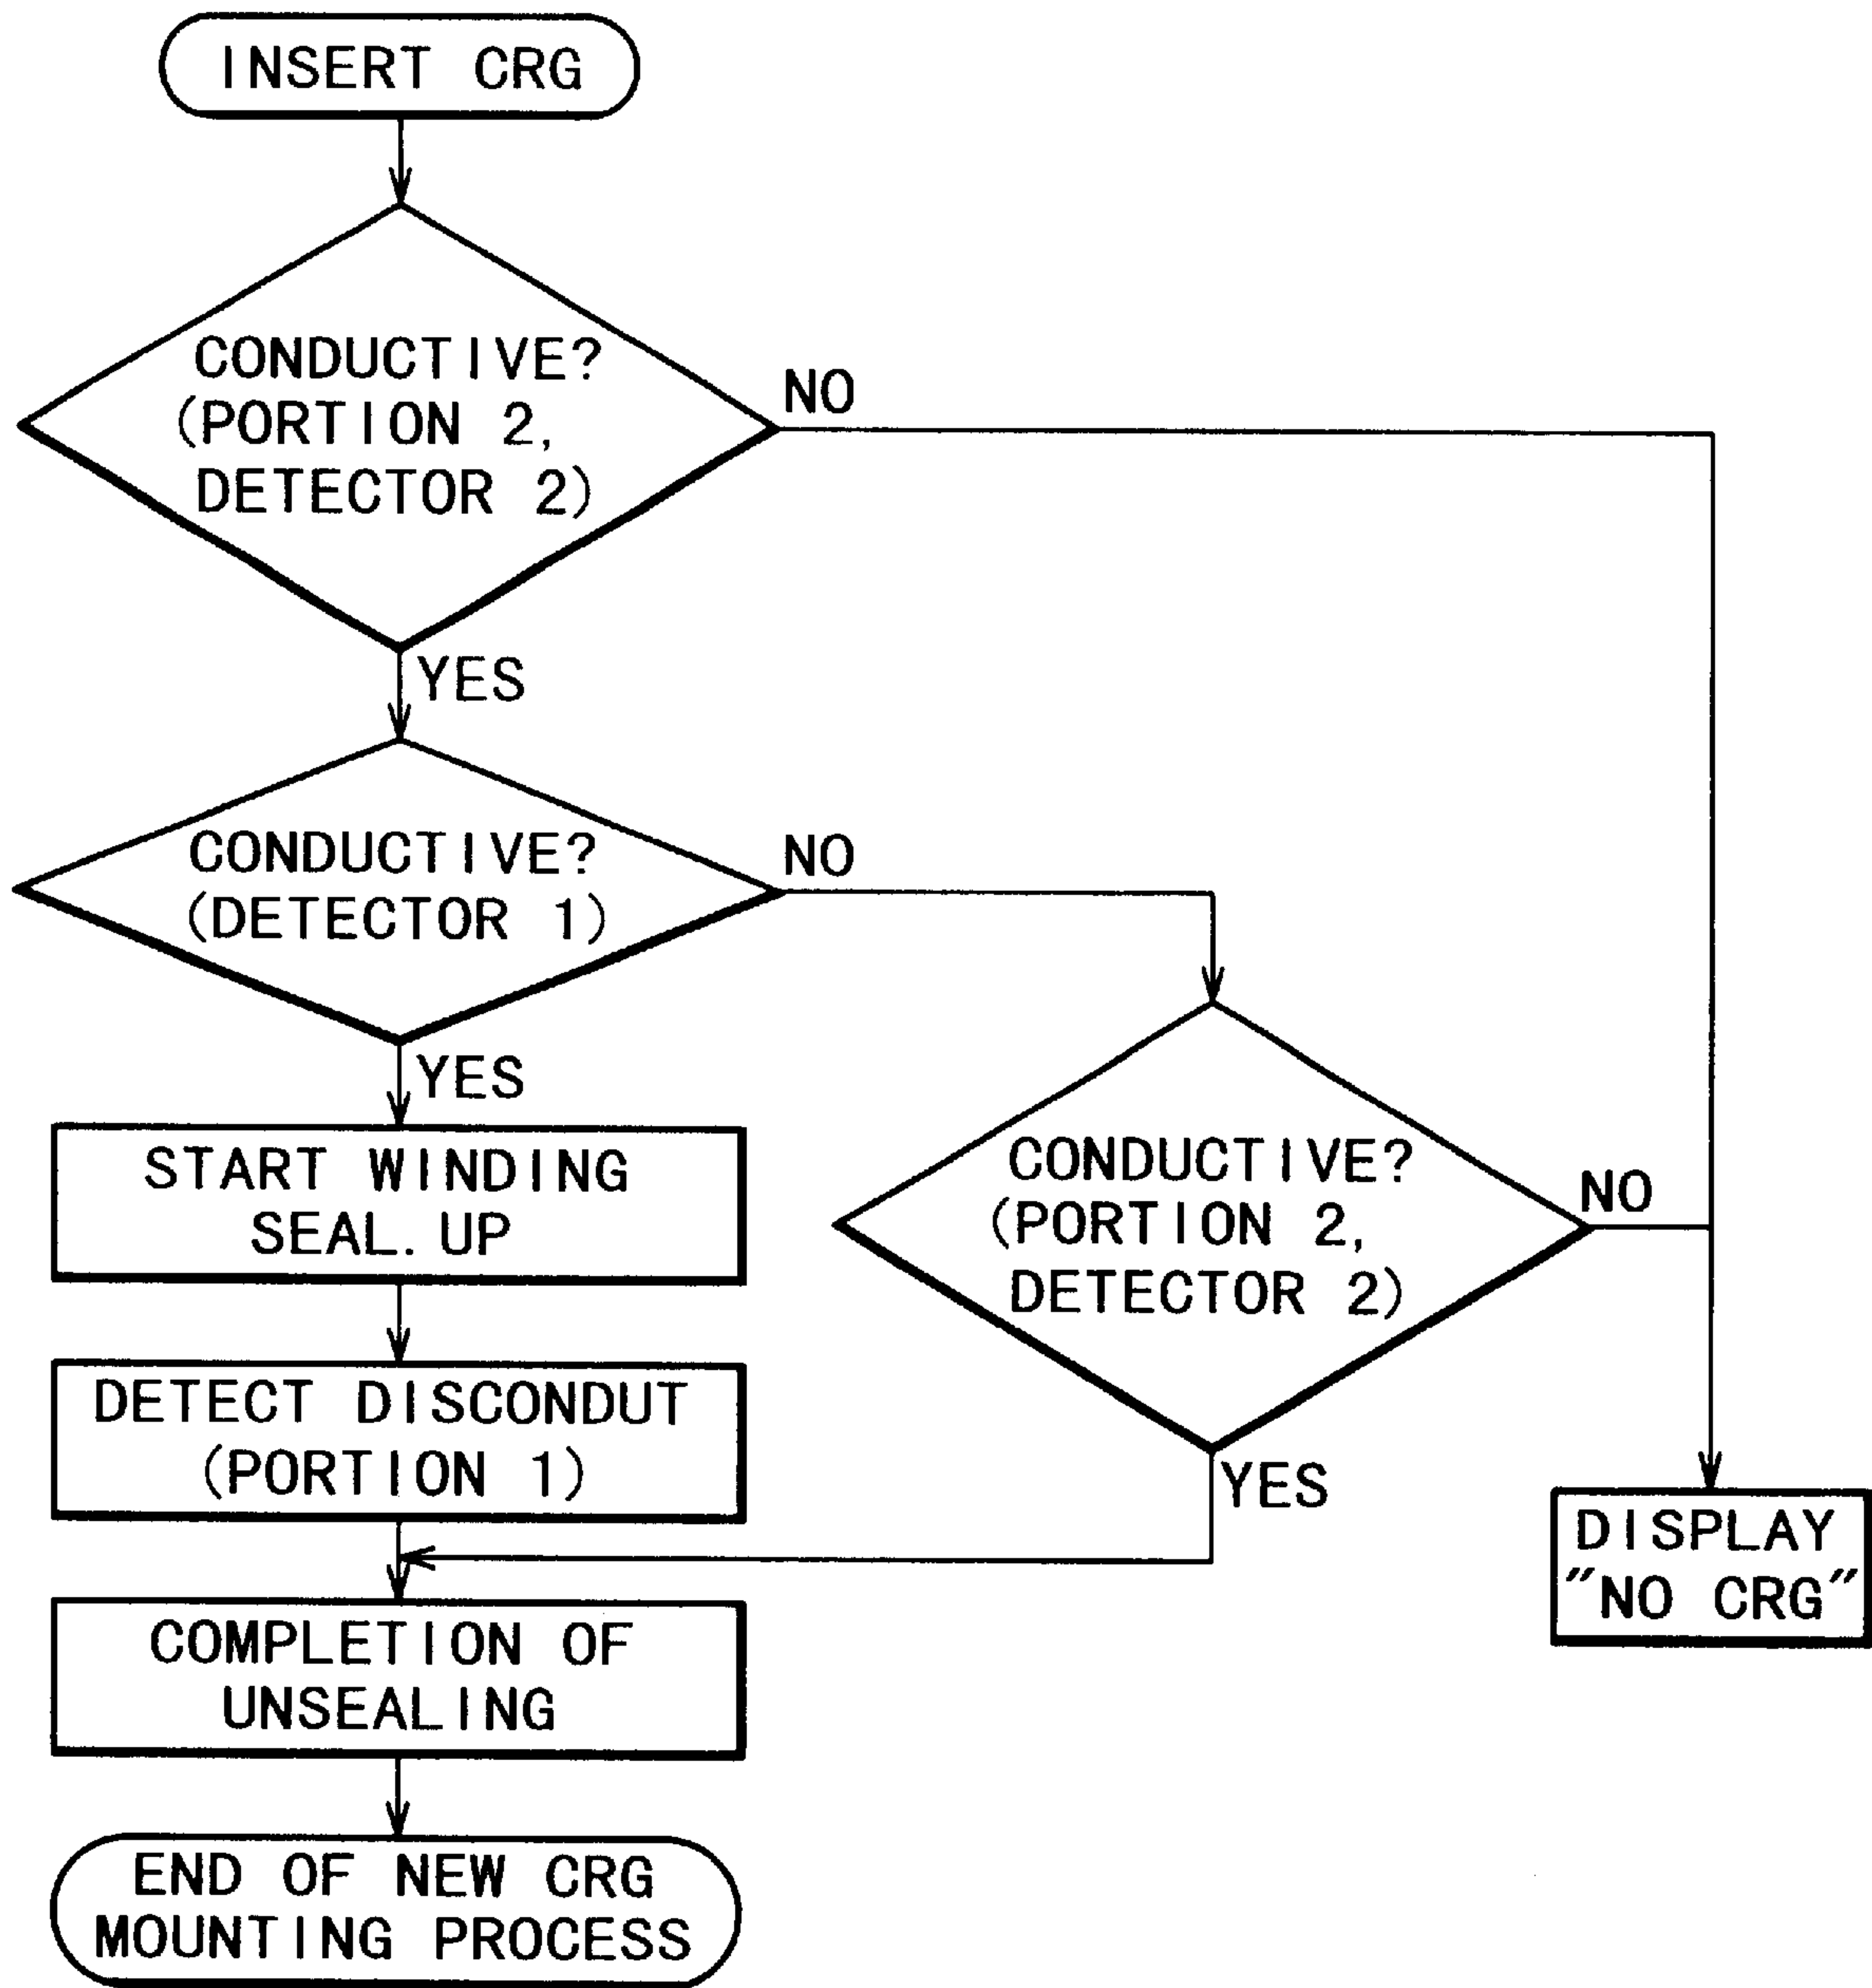 INSERT CRG
CONDUCTIVE?
(PORTION 2,
DETECTOR 2)
NO
YES
CONDUCTIVE?
(DETECTOR 1)
NO
YES
START WINDING
SEAL. UP
CONDUCTIVE?
(PORTION 2,
DETECTOR 2)
NO
YES
DETECT DISCONDUT
(PORTION 1)
DISPLAY
"NO CRG"
COMPLETION OF
UNSEALING
END OF NEW CRG
MOUNTING PROCESS